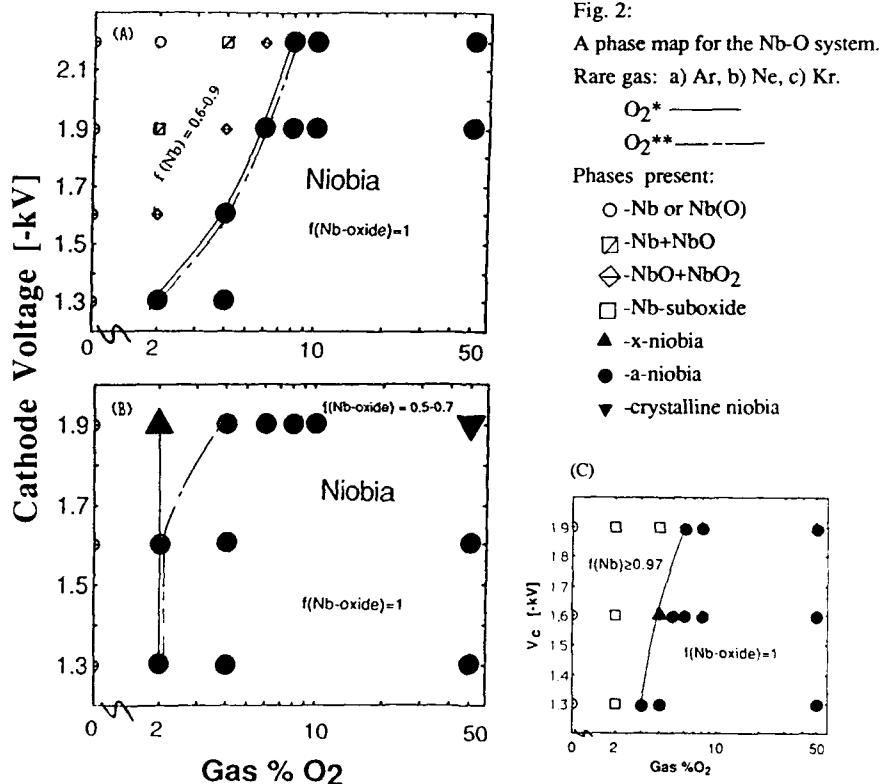 Fig. 2:
A phase map for the Nb-O system.
Rare gas: a) Ar, b) Ne, c) Kr.
O2*
O2**
Phases present:
-Nb or Nb(O)
-Nb+NbO
-NbO+NbO2
-Nb-suboxide
-x-niobia
-a-niobia
-crystalline niobia
Cathode Voltage [-kV]
(A)
2.1
1.9
1.7
1.5
1.3
f(Nb) = 0.6-0.9
Niobia
f(Nb-oxide)=1
0
2
10
50
(B)
f(Nb-oxide) = 0.5-0.7
1.9
1.7
1.5
1.3
Niobia
f(Nb-oxide)=1
0
2
10
50
Gas % O2
(C)
Vc [-kV]
1.9
1.8
1.7
1.6
1.5
1.4
1.3
f(Nb)≥0.97
f(Nb-oxide)=1
0
2
10
50
Gas %O2